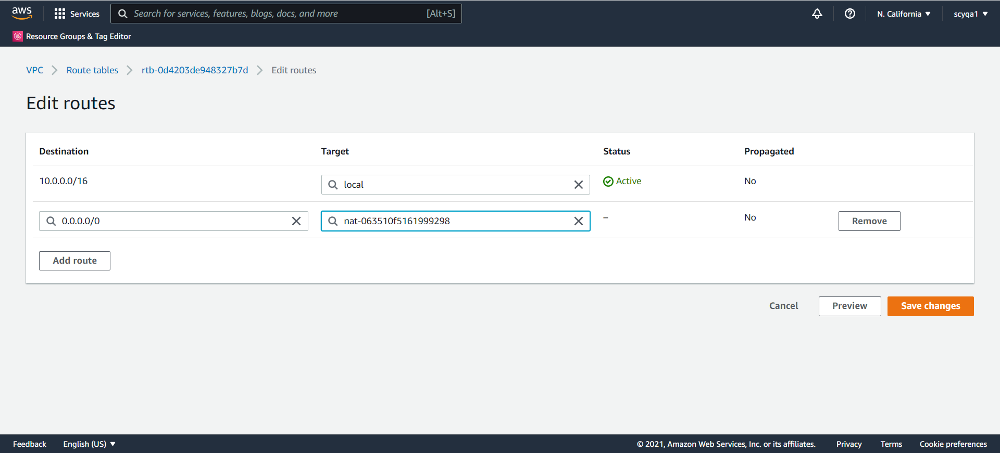 aws
Services
Search for services, features, blogs, docs, and more [Alt+S]
N. California
scyqa1
Resource Groups & Tag Editor
VPC Route tables rtb-0d4203de948327b7d Edit routes
Edit routes
Destination Target Status Propagated
10.0.0.0/16 local Active No
0.0.0.0/0 nat-063510f5161999298 – No Remove
Add route
Cancel Preview Save changes
Feedback English (US) © 2021, Amazon Web Services, Inc. or its affiliates. Privacy Terms Cookie preferences